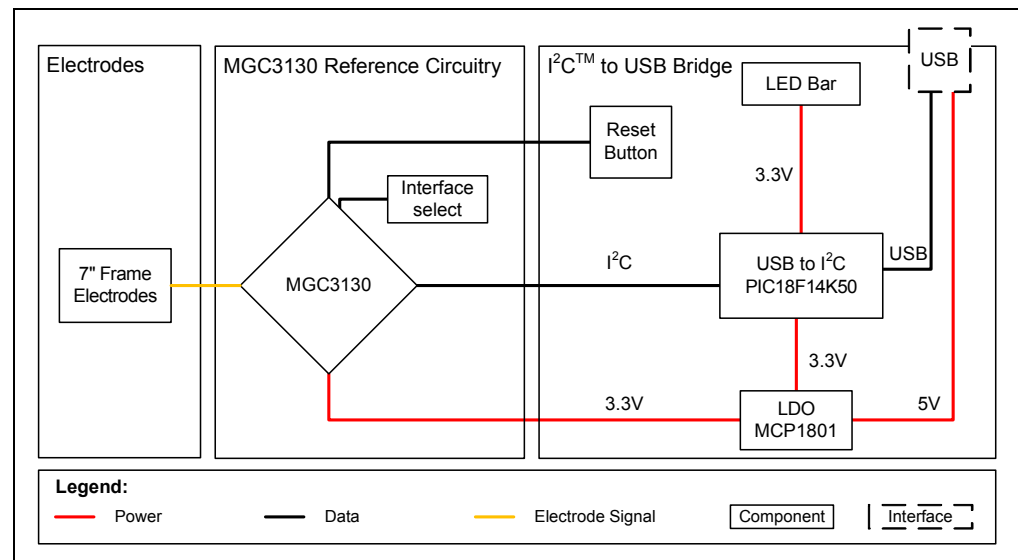 Electrodes
MGC3130 Reference Circuitry
I²C™ to USB Bridge
USB
LED Bar
Reset
Button
3.3V
Interface
select
7" Frame
Electrodes
MGC3130
I²C
USB to I²C
PIC18F14K50
USB
3.3V
3.3V
LDO
MCP1801
5V
Legend:
Power
Data
Electrode Signal
Component
Interface